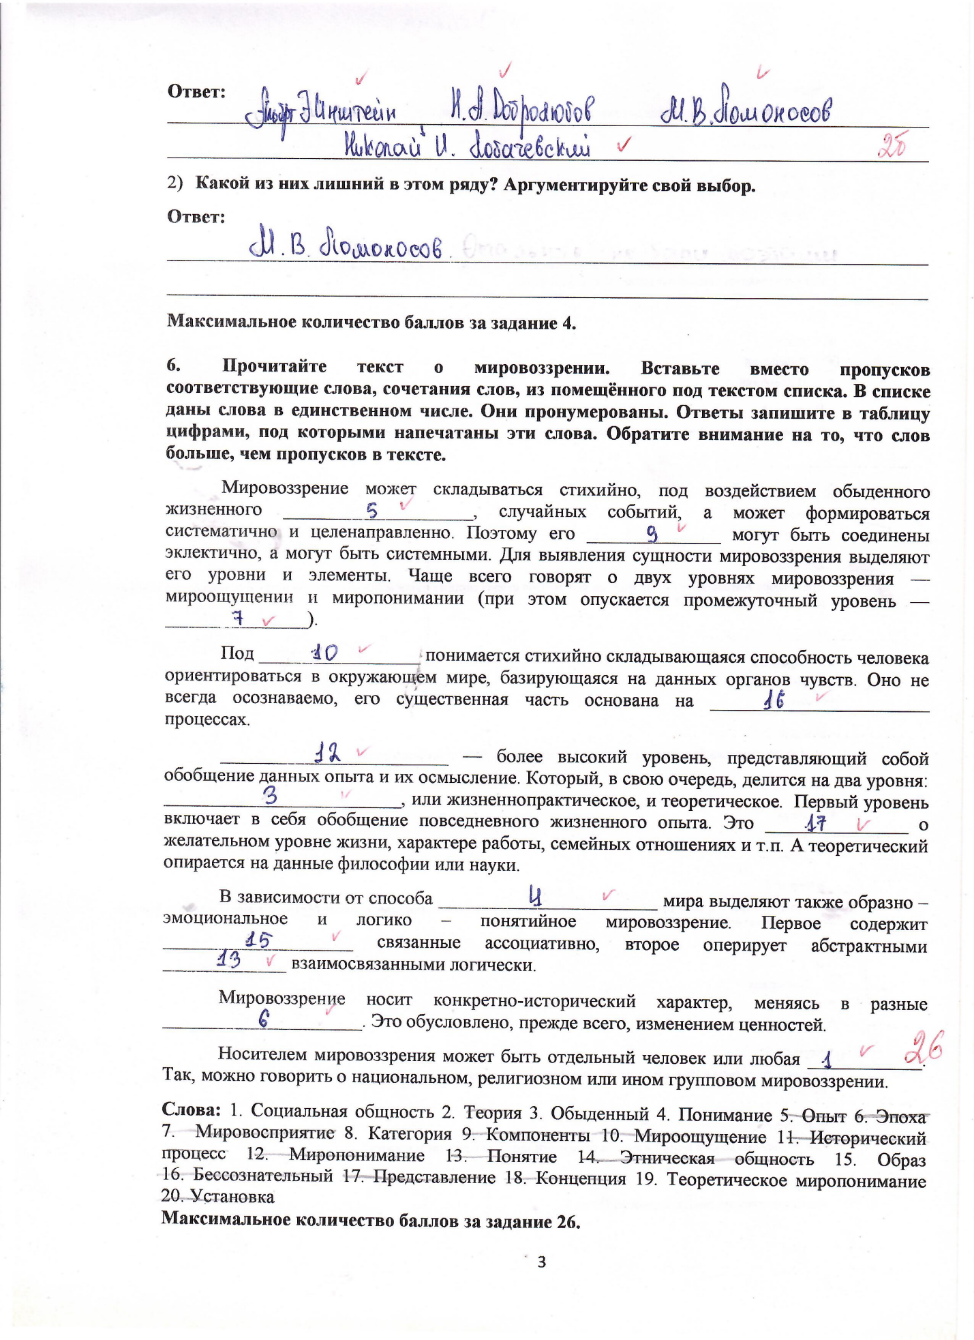 Ответ: Альберт Эйнштейн Н.А. Добролюбов М.В. Ломоносов
Николай И. Лобачевский 2б
2) Какой из них лишний в этом ряду? Аргументируйте свой выбор.
Ответ:
М.В. Ломоносов.
Максимальное количество баллов за задание 4.
6. Прочитайте текст о мировоззрении. Вставьте вместо пропусков
соответствующие слова, сочетания слов, из помещённого под текстом списка. В списке
даны слова в единственном числе. Они пронумерованы. Ответы запишите в таблицу
цифрами, под которыми напечатаны эти слова. Обратите внимание на то, что слов
больше, чем пропусков в тексте.
Мировоззрение может складываться стихийно, под воздействием обыденного
жизненного 5, случайных событий, а может формироваться
систематично и целенаправленно. Поэтому его 9 могут быть соединены
эклектично, а могут быть системными. Для выявления сущности мировоззрения выделяют
его уровни и элементы. Чаще всего говорят о двух уровнях мировоззрения —
мироощущении и миропонимании (при этом опускается промежуточный уровень —
7).
Под 10 понимается стихийно складывающаяся способность человека
ориентироваться в окружающем мире, базирующаяся на данных органов чувств. Оно не
всегда осознаваемо, его существенная часть основана на 16
процессах.
12 — более высокий уровень, представляющий собой
обобщение данных опыта и их осмысление. Который, в свою очередь, делится на два уровня:
3, или жизненнопрактическое, и теоретическое. Первый уровень
включает в себя обобщение повседневного жизненного опыта. Это 17 о
желательном уровне жизни, характере работы, семейных отношениях и т.п. А теоретический
опирается на данные философии или науки.
В зависимости от способа 4 мира выделяют также образно –
эмоциональное и логико – понятийное мировоззрение. Первое содержит
15 связанные ассоциативно, второе оперирует абстрактными
13 взаимосвязанными логически.
Мировоззрение носит конкретно-исторический характер, меняясь в разные
6. Это обусловлено, прежде всего, изменением ценностей.
Носителем мировоззрения может быть отдельный человек или любая 1. 26
Так, можно говорить о национальном, религиозном или ином групповом мировоззрении.
Слова: 1. Социальная общность 2. Теория 3. Обыденный 4. Понимание 5. Опыт 6. Эпоха
7. Мировосприятие 8. Категория 9. Компоненты 10. Мироощущение 11. Исторический
процесс 12. Миропонимание 13. Понятие 14. Этническая общность 15. Образ
16. Бессознательный 17. Представление 18. Концепция 19. Теоретическое миропонимание
20. Установка
Максимальное количество баллов за задание 26.
3